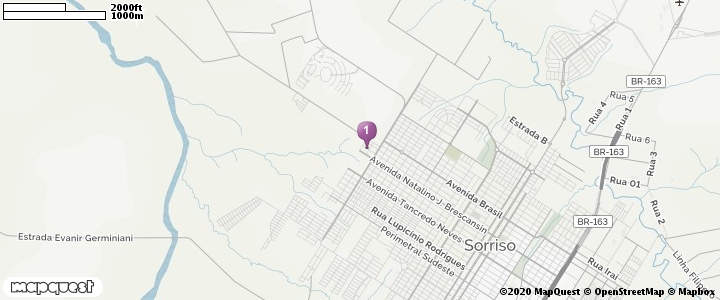 2000ft
1000m
1
BR-163
Rua 5
Rua 4
Rua 1
Estrada B
Rua 6
BR-163
Rua 3
Rua 01
Avenida Natalino J. Brescansin
Avenida Brasil
Avenida Tancredo Neves
Rua 2
Rua Lupicínio Rodrigues
BR-163
Perimetral Sudeste
Sorriso
Estrada Evanir Germiniani
Rua Iraí
Linha Filipin
mapquest
©2020 MapQuest © OpenStreetMap © Mapbox